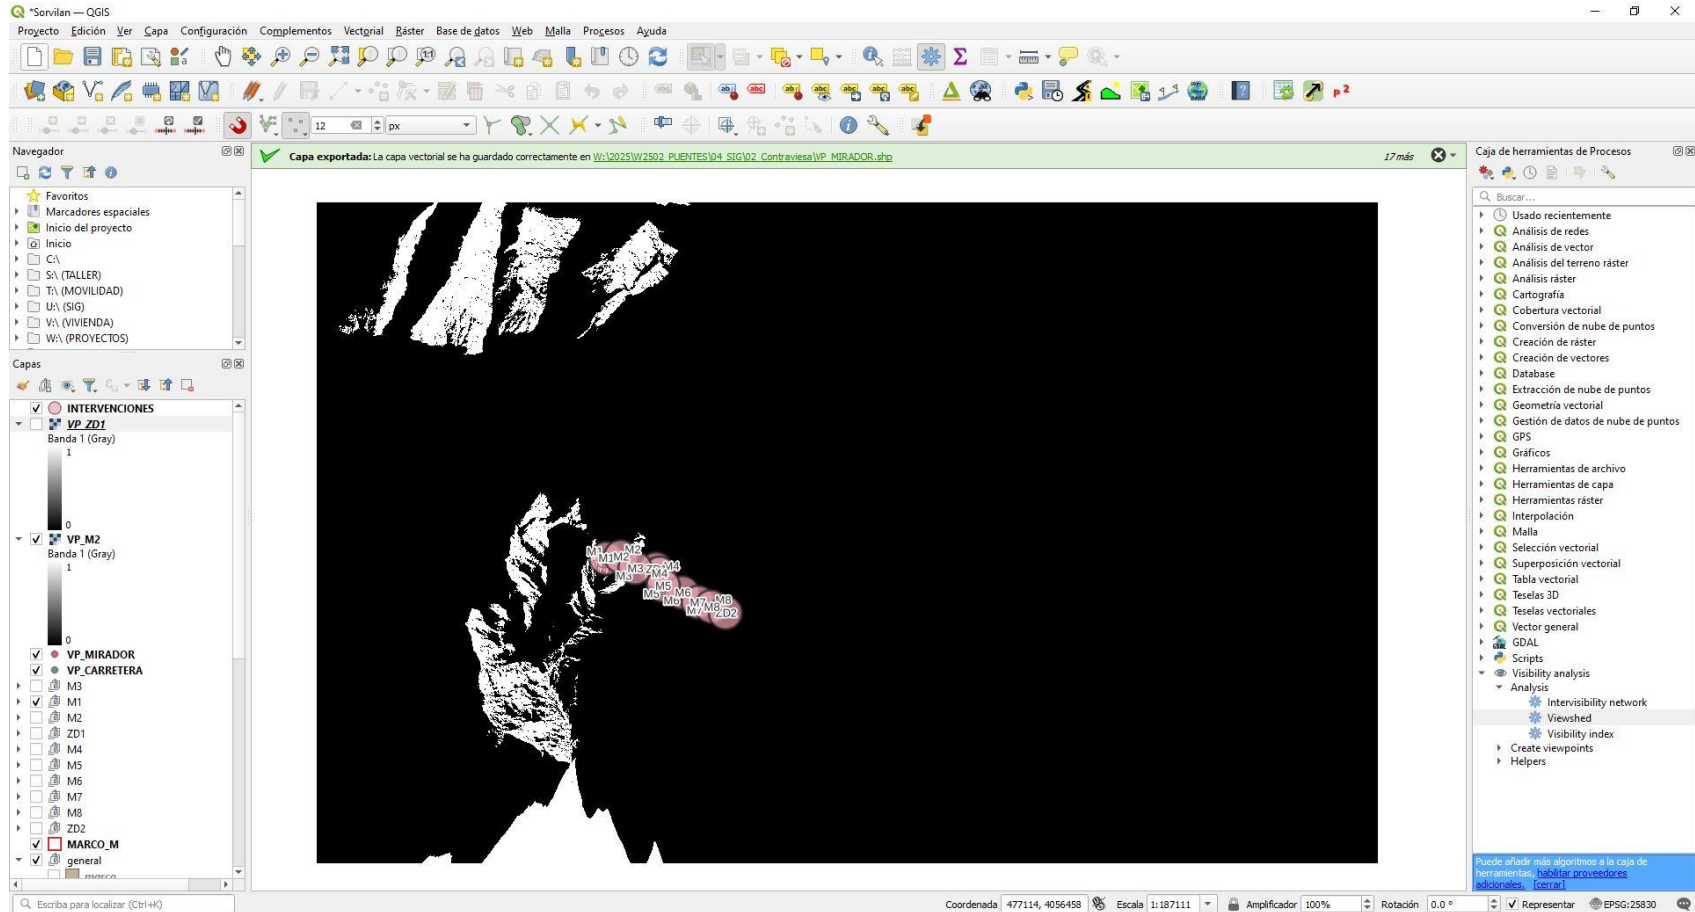 *Sorvilan — QGIS
Proyecto Edición Ver Capa Configuración Complementos Vectorial Ráster Base de datos Web Malla Procesos Ayuda
12 px
Navegador
Capa exportada: La capa vectorial se ha guardado correctamente en W:\2025\W2502_PUENTES\04_SIG\02_Contraviesa\VP_MIRADOR.shp 17 más
Favoritos
Marcadores espaciales
Inicio del proyecto
Inicio
C:\
S:\ (TALLER)
T:\ (MOVILIDAD)
U:\ (SIG)
V:\ (VIVIENDA)
W:\ (PROYECTOS)
Capas
INTERVENCIONES
VP_ZD1
Banda 1 (Gray)
1
0
VP_M2
Banda 1 (Gray)
1
0
VP_MIRADOR
VP_CARRETERA
M3
M1
M2
ZD1
M4
M5
M6
M7
M8
ZD2
MARCO_M
general
marco
M1 M2
M1 M2
M3 M4
M3 M4
M5
M5 M6
M6 M7 M8
M7 M8 ZD2
Caja de herramientas de Procesos
Buscar...
Usado recientemente
Análisis de redes
Análisis de vector
Análisis del terreno ráster
Análisis ráster
Cartografía
Cobertura vectorial
Conversión de nube de puntos
Creación de ráster
Creación de vectores
Database
Extracción de nube de puntos
Geometría vectorial
Gestión de datos de nube de puntos
GPS
Gráficos
Herramientas de archivo
Herramientas de capa
Herramientas ráster
Interpolación
Malla
Selección vectorial
Superposición vectorial
Tabla vectorial
Teselas 3D
Teselas vectoriales
Vector general
GDAL
Scripts
Visibility analysis
Analysis
Intervisibility network
Viewshed
Visibility index
Create viewpoints
Helpers
Puede añadir más algoritmos a la caja de
herramientas, habilitar proveedores
adicionales. [cerrar]
Escriba para localizar (Ctrl+K) Coordenada 477114, 4056458 Escala 1:187111 Amplificador 100% Rotación 0.0 ° Representar EPSG:25830